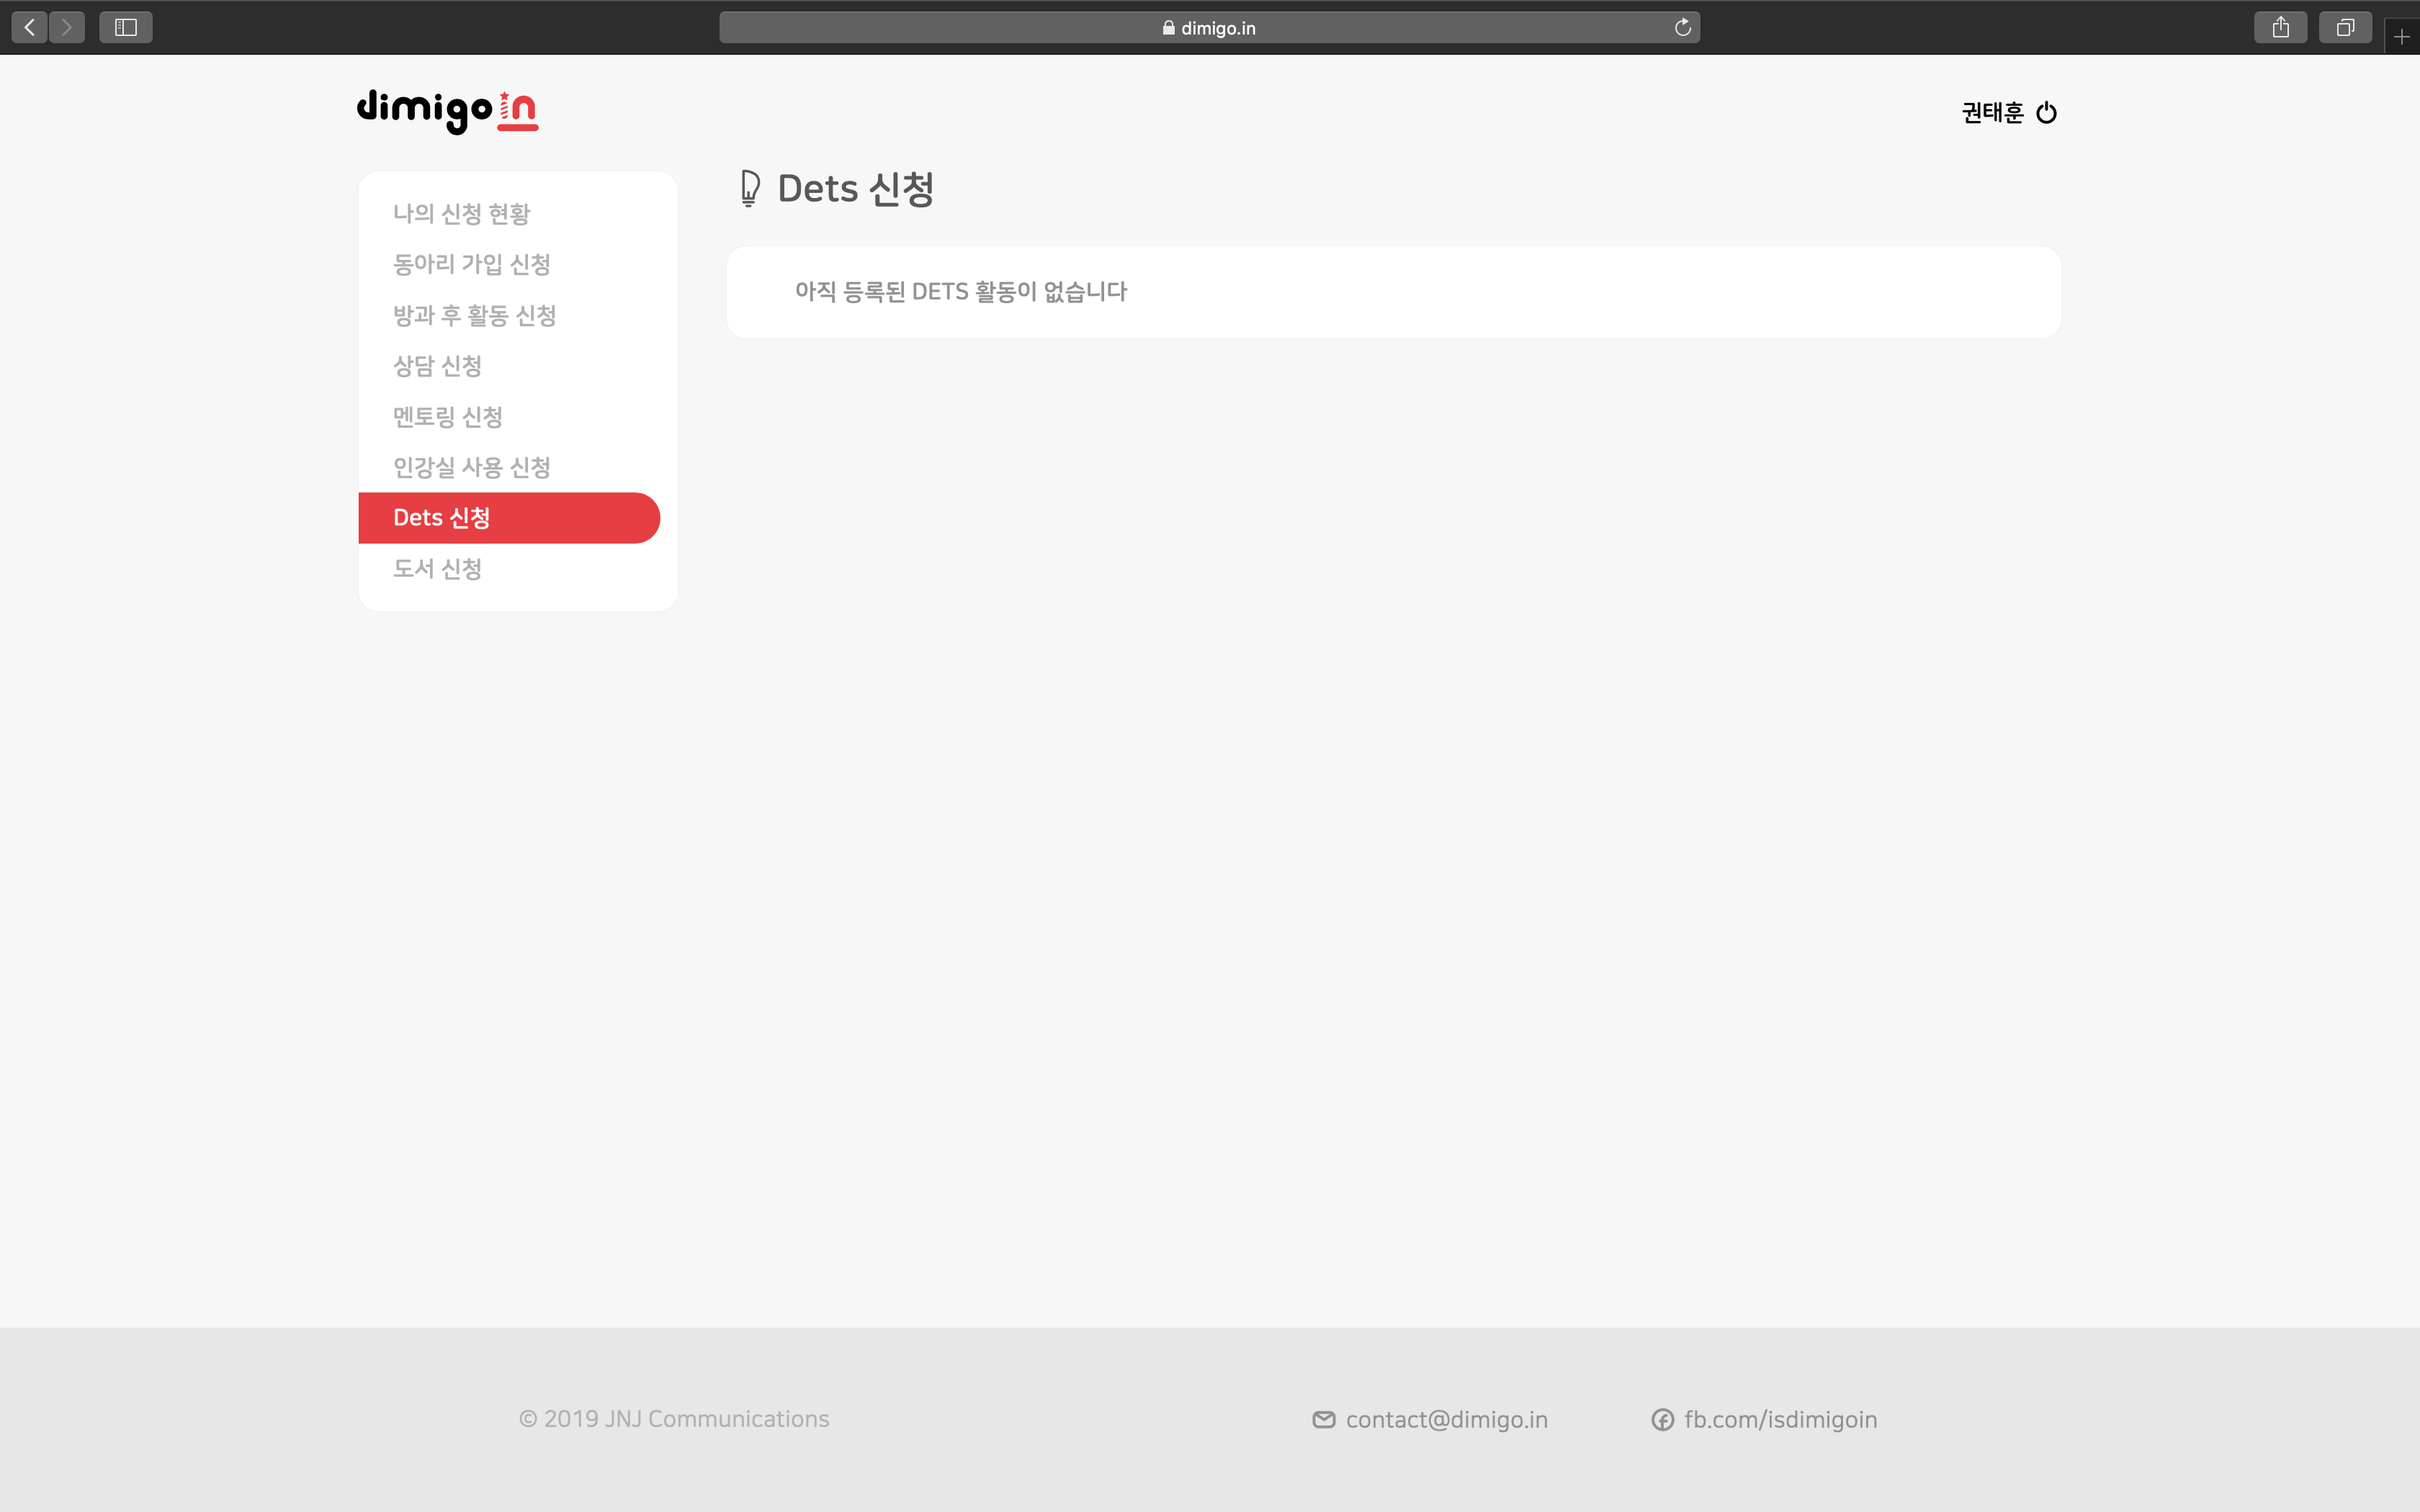 dimigo.in
dimigoin
권태훈
나의 신청 현황
동아리 가입 신청
방과 후 활동 신청
상담 신청
멘토링 신청
인강실 사용 신청
Dets 신청
도서 신청
Dets 신청
아직 등록된 DETS 활동이 없습니다
© 2019 JNJ Communications
contact@dimigo.in
fb.com/isdimigoin